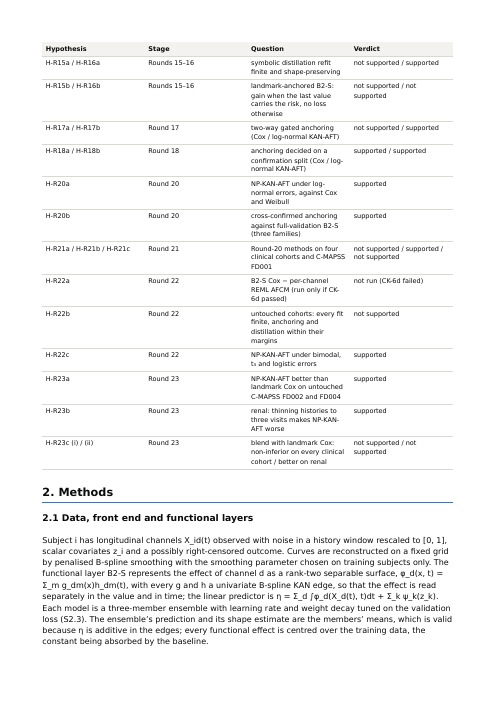 Hypothesis Stage Question Verdict
H-R15a / H-R16a Rounds 15–16 symbolic distillation refit not supported / supported
finite and shape-preserving
H-R15b / H-R16b Rounds 15–16 landmark-anchored B2-S: not supported / not
gain when the last value supported
carries the risk, no loss
otherwise
H-R17a / H-R17b Round 17 two-way gated anchoring not supported / supported
(Cox / log-normal KAN-AFT)
H-R18a / H-R18b Round 18 anchoring decided on a supported / supported
confirmation split (Cox / log-
normal KAN-AFT)
H-R20a Round 20 NP-KAN-AFT under log- supported
normal errors, against Cox
and Weibull
H-R20b Round 20 cross-confirmed anchoring supported
against full-validation B2-S
(three families)
H-R21a / H-R21b / H-R21c Round 21 Round-20 methods on four not supported / supported /
clinical cohorts and C-MAPSS not supported
FD001
H-R22a Round 22 B2-S Cox − per-channel not run (CK-6d failed)
REML AFCM (run only if CK-
6d passed)
H-R22b Round 22 untouched cohorts: every fit not supported
finite, anchoring and
distillation within their
margins
H-R22c Round 22 NP-KAN-AFT under bimodal, supported
t₃ and logistic errors
H-R23a Round 23 NP-KAN-AFT better than supported
landmark Cox on untouched
C-MAPSS FD002 and FD004
H-R23b Round 23 renal: thinning histories to supported
three visits makes NP-KAN-
AFT worse
H-R23c (i) / (ii) Round 23 blend with landmark Cox: not supported / not
non-inferior on every clinical supported
cohort / better on renal
2. Methods
2.1 Data, front end and functional layers
Subject i has longitudinal channels X_id(t) observed with noise in a history window rescaled to [0, 1],
scalar covariates z_i and a possibly right-censored outcome. Curves are reconstructed on a fixed grid
by penalised B-spline smoothing with the smoothing parameter chosen on training subjects only. The
functional layer B2-S represents the effect of channel d as a rank-two separable surface, φ_d(x, t) =
Σ_m g_dm(x)h_dm(t), with every g and h a univariate B-spline KAN edge, so that the effect is read
separately in the value and in time; the linear predictor is η = Σ_d ∫φ_d(X_d(t), t)dt + Σ_k ψ_k(z_k).
Each model is a three-member ensemble with learning rate and weight decay tuned on the validation
loss (S2.3). The ensemble’s prediction and its shape estimate are the members’ means, which is valid
because η is additive in the edges; every functional effect is centred over the training data, the
constant being absorbed by the baseline.